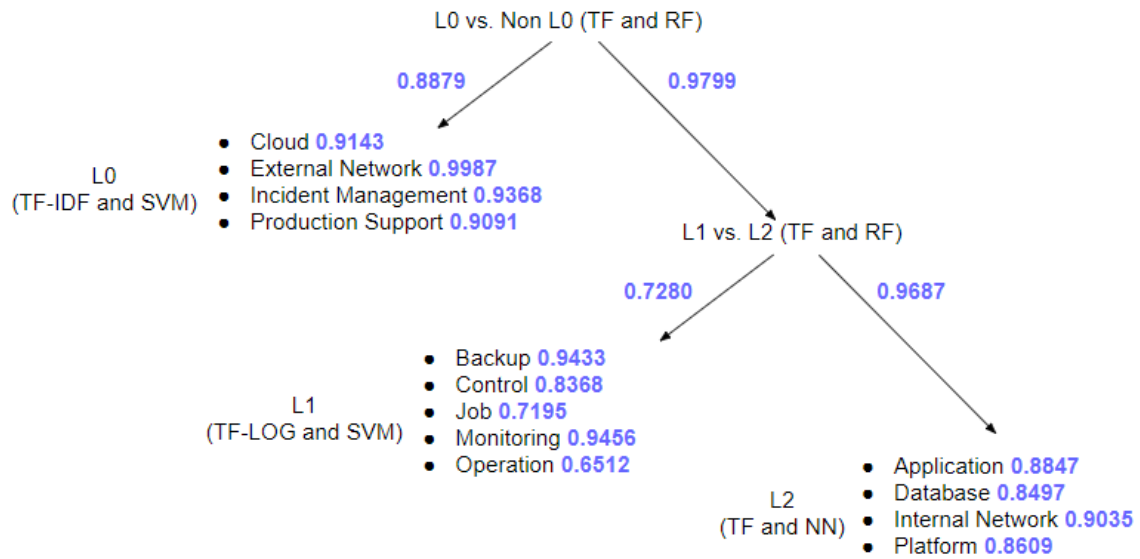 L0 vs. Non L0 (TF and RF)
0.8879
0.9799
L0
(TF-IDF and SVM)
● Cloud 0.9143
● External Network 0.9987
● Incident Management 0.9368
● Production Support 0.9091
L1 vs. L2 (TF and RF)
0.7280
0.9687
L1
(TF-LOG and SVM)
● Backup 0.9433
● Control 0.8368
● Job 0.7195
● Monitoring 0.9456
● Operation 0.6512
L2
(TF and NN)
● Application 0.8847
● Database 0.8497
● Internal Network 0.9035
● Platform 0.8609